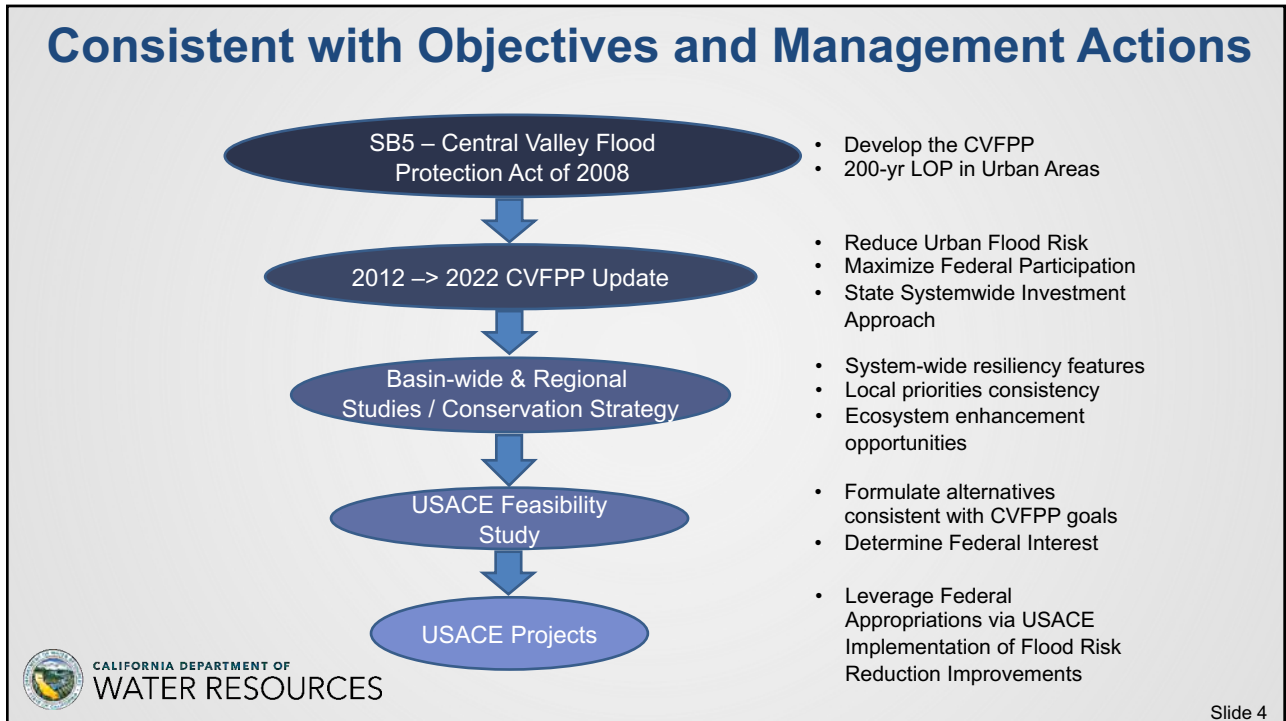 Consistent with Objectives and Management Actions
SB5 – Central Valley Flood
Protection Act of 2008
• Develop the CVFPP
• 200-yr LOP in Urban Areas
2012 –> 2022 CVFPP Update
• Reduce Urban Flood Risk
• Maximize Federal Participation
• State Systemwide Investment
Approach
Basin-wide & Regional
Studies / Conservation Strategy
• System-wide resiliency features
• Local priorities consistency
• Ecosystem enhancement
opportunities
USACE Feasibility
Study
• Formulate alternatives
consistent with CVFPP goals
• Determine Federal Interest
USACE Projects
• Leverage Federal
Appropriations via USACE
Implementation of Flood Risk
Reduction Improvements
CALIFORNIA DEPARTMENT OF
WATER RESOURCES
Slide 4